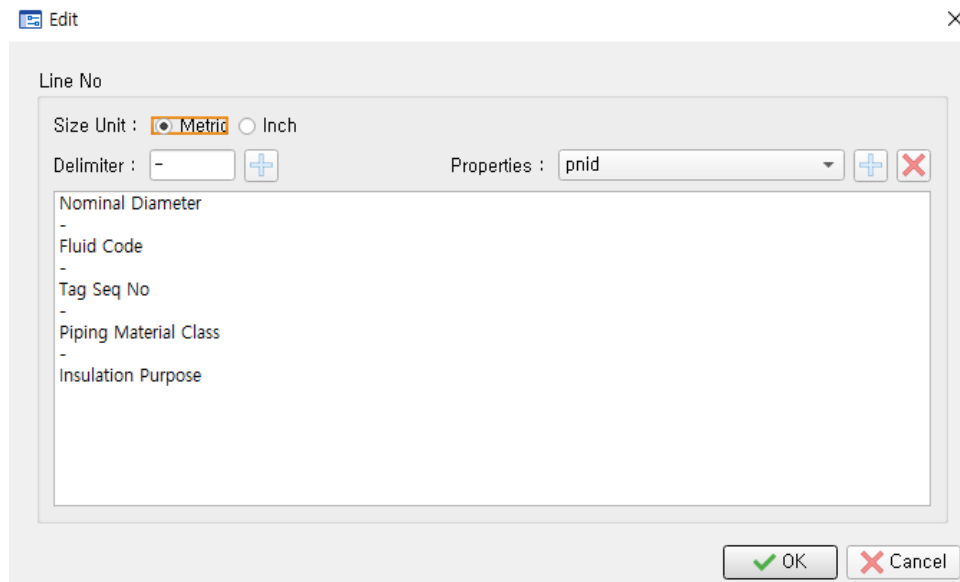 Edit
Line No
Size Unit : Metric Inch
Delimiter : - Properties : pnid
Nominal Diameter
-
Fluid Code
-
Tag Seq No
-
Piping Material Class
-
Insulation Purpose
OK Cancel